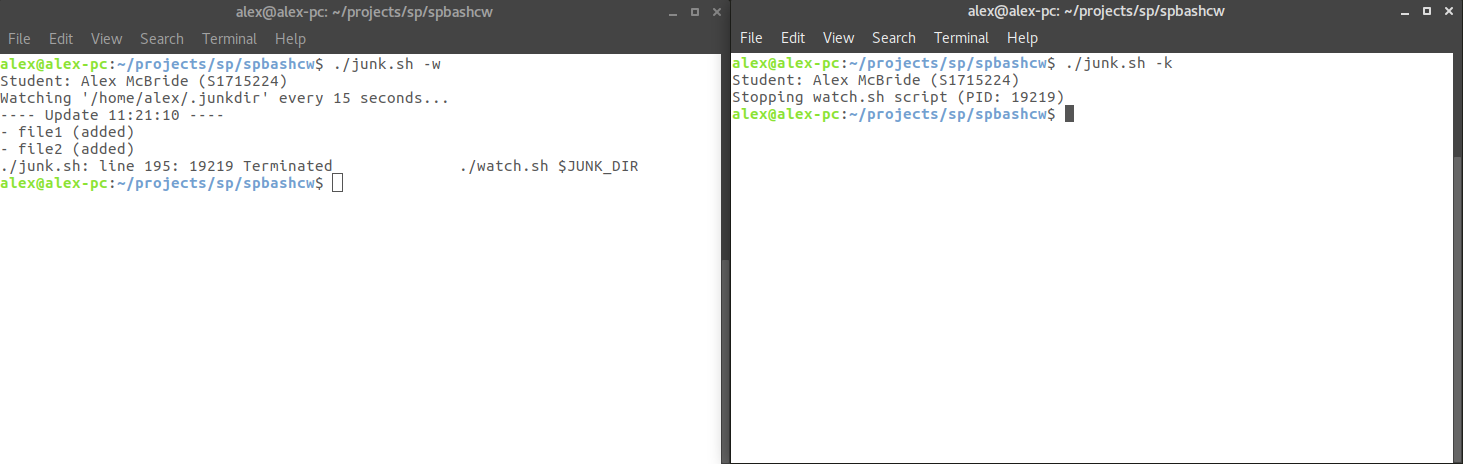 alex@alex-pc: ~/projects/sp/spbashcw
File Edit View Search Terminal Help
alex@alex-pc:~/projects/sp/spbashcw$ ./junk.sh -w
Student: Alex McBride (S1715224)
Watching '/home/alex/.junkdir' every 15 seconds...
---- Update 11:21:10 ----
- file1 (added)
- file2 (added)
./junk.sh: line 195: 19219 Terminated              ./watch.sh $JUNK_DIR
alex@alex-pc:~/projects/sp/spbashcw$
alex@alex-pc: ~/projects/sp/spbashcw
File Edit View Search Terminal Help
alex@alex-pc:~/projects/sp/spbashcw$ ./junk.sh -k
Student: Alex McBride (S1715224)
Stopping watch.sh script (PID: 19219)
alex@alex-pc:~/projects/sp/spbashcw$